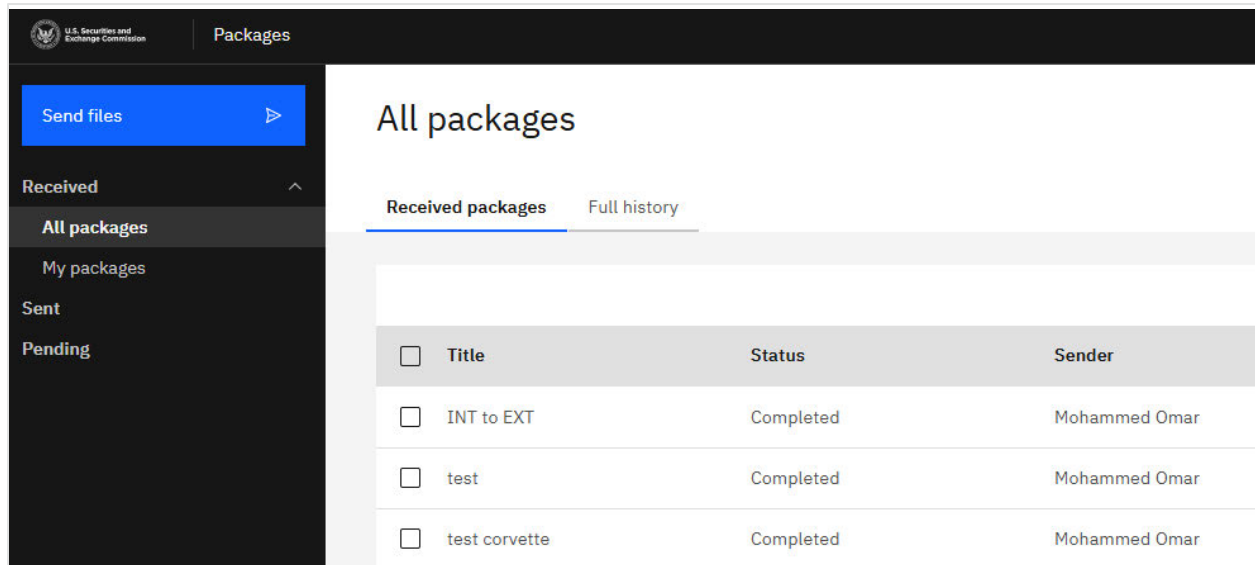 U.S. Securities and
Exchange Commission
Packages
Send files
Received
All packages
My packages
Sent
Pending
All packages
Received packages Full history
Title Status Sender
INT to EXT Completed Mohammed Omar
test Completed Mohammed Omar
test corvette Completed Mohammed Omar